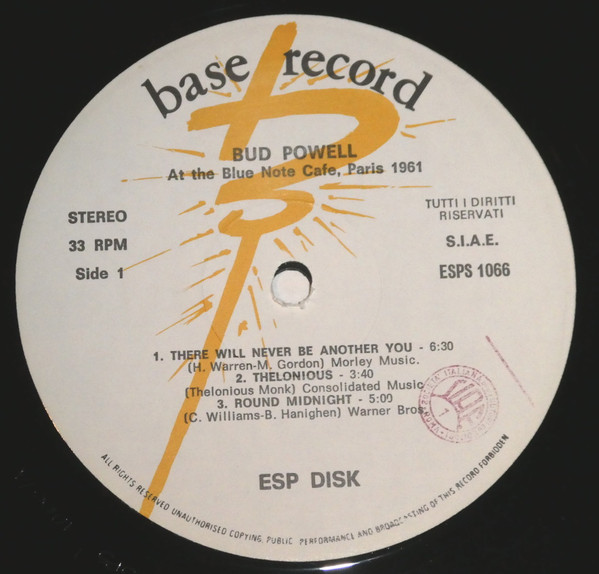 base record
BUD POWELL
At the Blue Note Cafe, Paris 1961
STEREO
33 RPM
Side 1
TUTTI I DIRITTI
RISERVATI
S.I.A.E.
ESPS 1066
1. THERE WILL NEVER BE ANOTHER YOU - 6:30
(H. Warren-M. Gordon) Morley Music.
2. THELONIOUS - 3:40
(Thelonious Monk) Consolidated Music
3. ROUND MIDNIGHT - 5:09
(C. Williams-B. Hanighen) Warner Bros
ESP DISK
ALL RIGHTS RESERVED UNAUTHORISED COPYING, PUBLIC PERFORMANCE AND BROADCASTING OF THIS RECORD FORBIDDEN